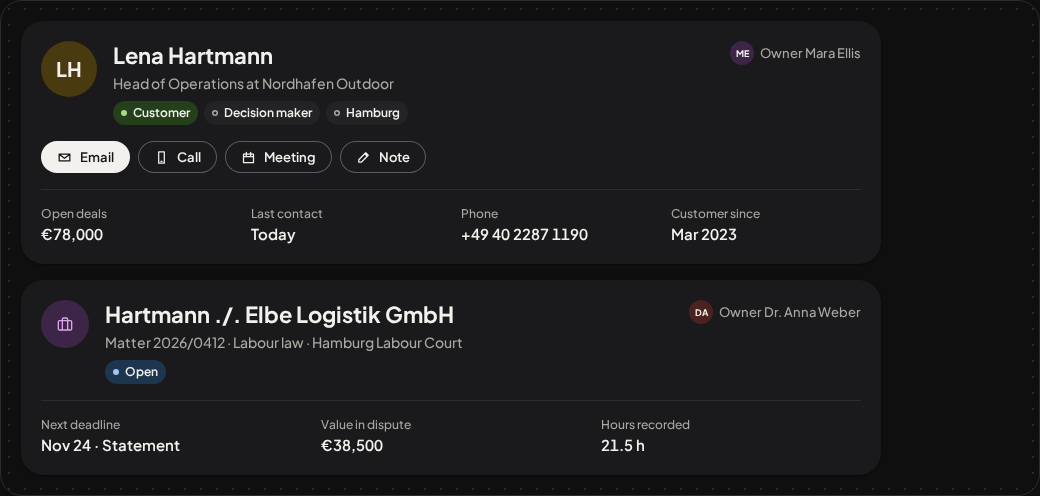 LH
Lena Hartmann
ME Owner Mara Ellis
Head of Operations at Nordhafen Outdoor
Customer Decision maker Hamburg
Email Call Meeting Note
Open deals Last contact Phone Customer since
€78,000 Today +49 40 2287 1190 Mar 2023
Hartmann ./. Elbe Logistik GmbH
DA Owner Dr. Anna Weber
Matter 2026/0412 · Labour law · Hamburg Labour Court
Open
Next deadline Value in dispute Hours recorded
Nov 24 · Statement €38,500 21.5 h